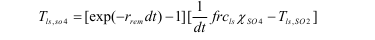 T_{ls,so4} = [exp(−r_{rem}dt) − 1][\frac{1}{dt} frc_{ls} χ_{SO4} − T_{ls,SO2}]